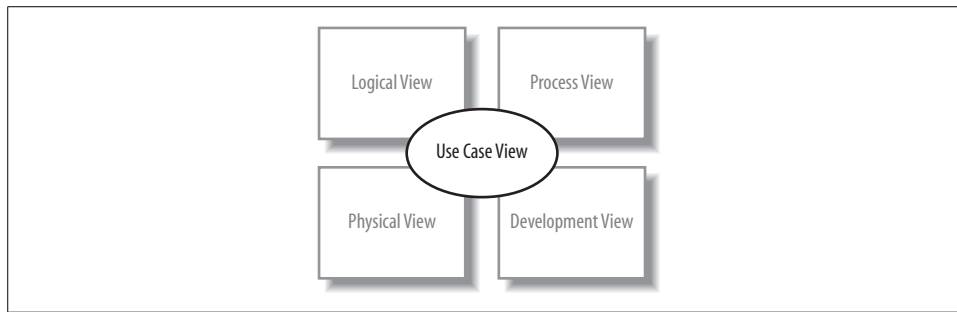 Logical View
Process View
Use Case View
Physical View
Development View